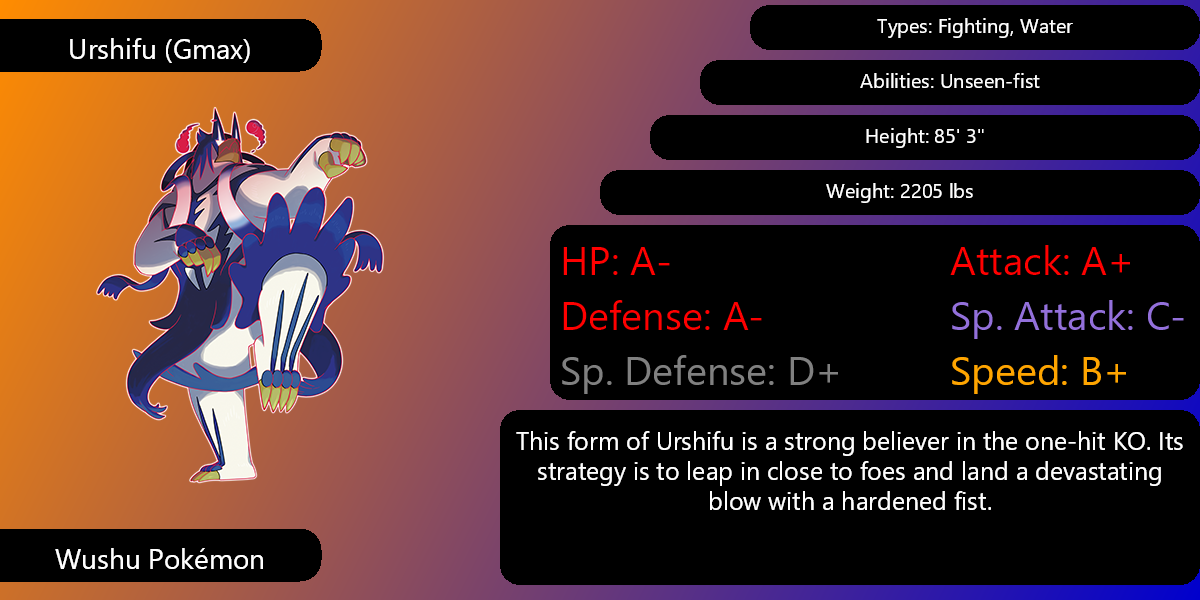 Urshifu (Gmax)
Wushu Pokémon
Types: Fighting, Water
Abilities: Unseen-fist
Height: 85' 3"
Weight: 2205 lbs
HP: A- Attack: A+
Defense: A- Sp. Attack: C-
Sp. Defense: D+ Speed: B+
This form of Urshifu is a strong believer in the one-hit KO. Its
strategy is to leap in close to foes and land a devastating
blow with a hardened fist.